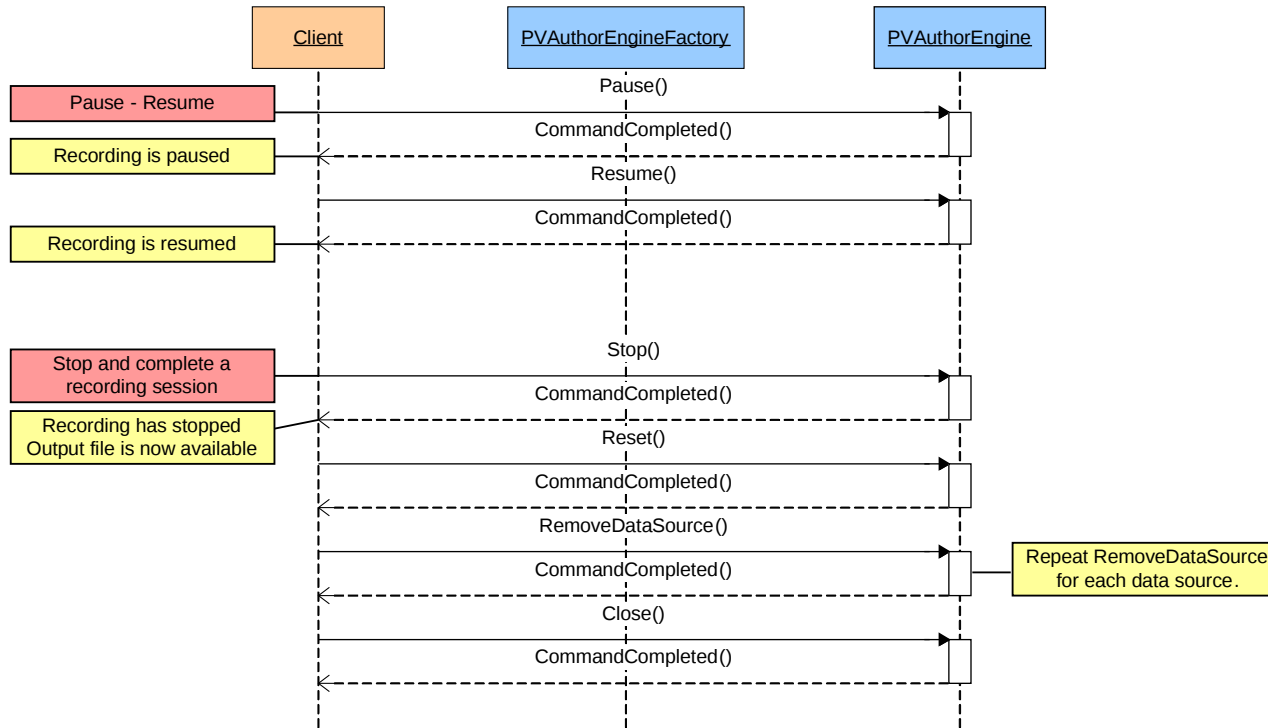 Client
PVAuthorEngineFactory
PVAuthorEngine
Pause()
Pause - Resume
CommandCompleted()
Recording is paused
Resume()
CommandCompleted()
Recording is resumed
Stop()
Stop and complete a
recording session
CommandCompleted()
Recording has stopped
Output file is now available
Reset()
CommandCompleted()
RemoveDataSource()
Repeat RemoveDataSource
for each data source.
CommandCompleted()
Close()
CommandCompleted()